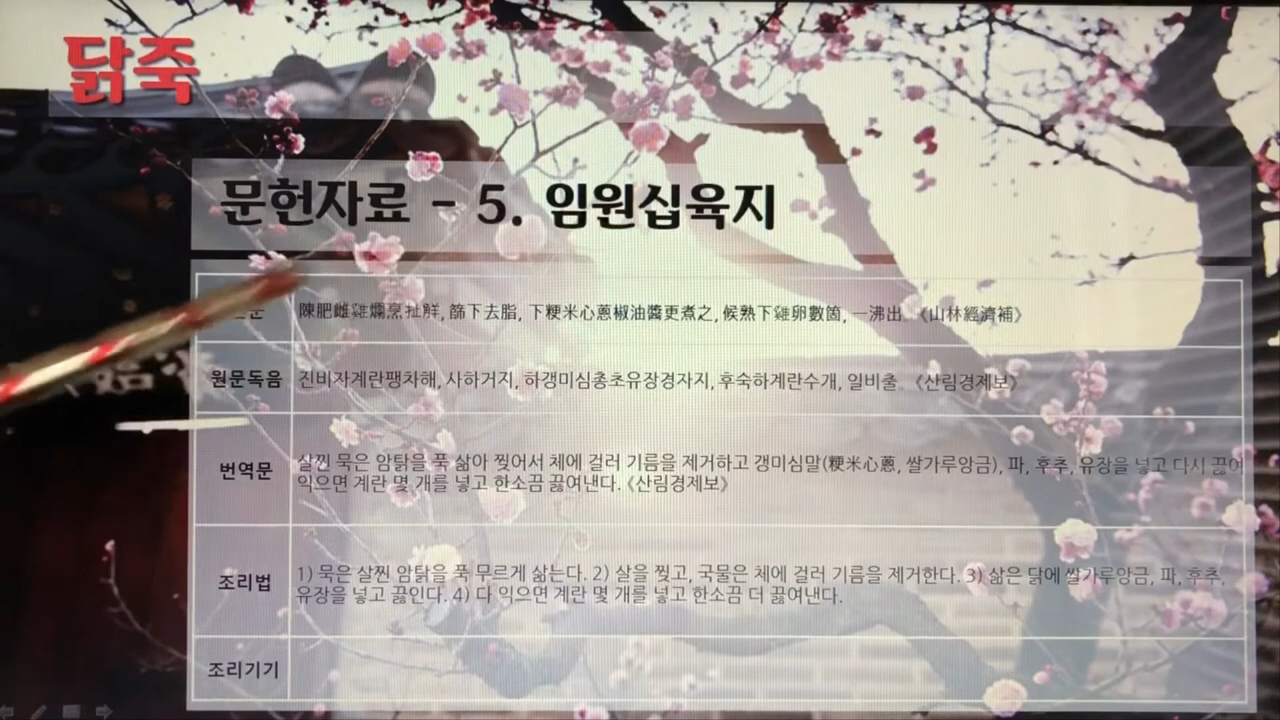 닭죽
문헌자료 - 5. 임원십육지
陳肥雌雞爛烹扯觧, 篩下去脂, 下粳米心蔥椒油醬更煮之, 候熟下雞卵數箇, 一沸出. 《山林經濟補》
원문독음 진비자계란팽차해, 사하거지, 하갱미심총초유장경자지, 후숙하계란수개, 일비출. 《산림경제보》
번역문 살찐 묵은 암탉을 푹 삶아 찢어서 체에 걸러 기름을 제거하고 갱미심말(粳米心蔥, 쌀가루앙금), 파, 후추, 유장을 넣고 다시 끓여
익으면 계란 몇 개를 넣고 한소끔 끓여낸다. 《산림경제보》
조리법 1) 묵은 살찐 암탉을 푹 무르게 삶는다. 2) 살을 찢고, 국물은 체에 걸러 기름을 제거한다. 3) 삶은 닭에 쌀가루앙금, 파, 후추,
유장을 넣고 끓인다. 4) 다 익으면 계란 몇 개를 넣고 한소끔 더 끓여낸다.
조리기기